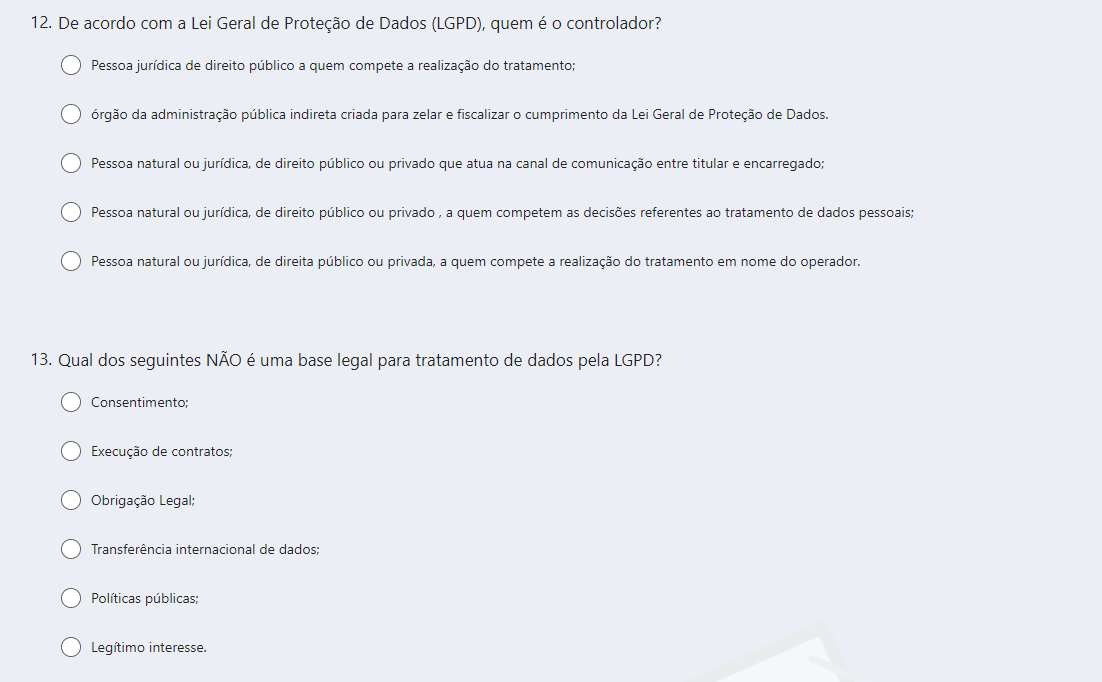 12. De acordo com a Lei Geral de Proteção de Dados (LGPD), quem é o controlador?
Pessoa jurídica de direito público a quem compete a realização do tratamento;
órgão da administração pública indireta criada para zelar e fiscalizar o cumprimento da Lei Geral de Proteção de Dados.
Pessoa natural ou jurídica, de direito público ou privado que atua na canal de comunicação entre titular e encarregado;
Pessoa natural ou jurídica, de direito público ou privado , a quem competem as decisões referentes ao tratamento de dados pessoais;
Pessoa natural ou jurídica, de direita público ou privada, a quem compete a realização do tratamento em nome do operador.
13. Qual dos seguintes NÃO é uma base legal para tratamento de dados pela LGPD?
Consentimento;
Execução de contratos;
Obrigação Legal;
Transferência internacional de dados;
Políticas públicas;
Legítimo interesse.